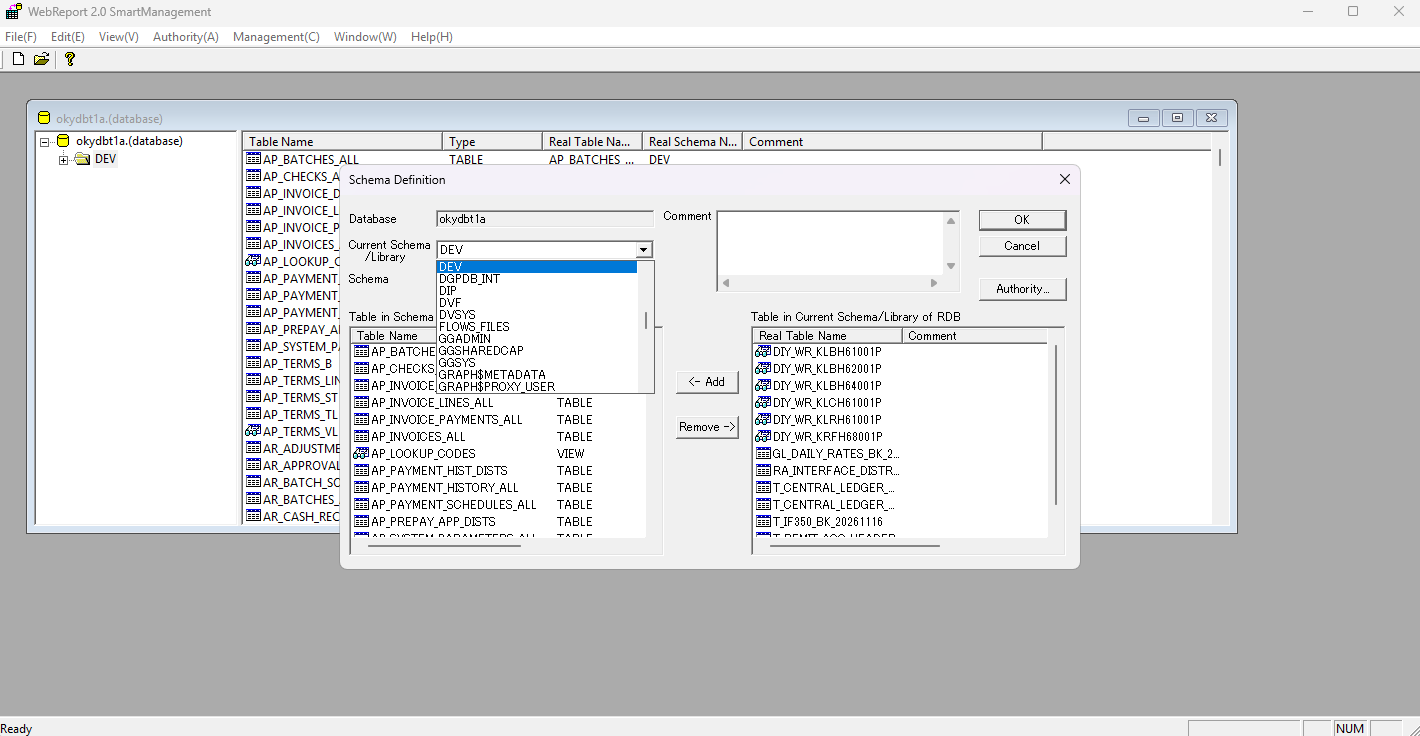 WebReport 2.0 SmartManagement
File(F) Edit(E) View(V) Authority(A) Management(C) Window(W) Help(H)
okydbt1a.(database)
okydbt1a.(database)
DEV
Table Name Type Real Table Na... Real Schema N... Comment
AP_BATCHES_ALL TABLE AP_BATCHES_... DEV
AP_CHECKS_A
AP_INVOICE_D
AP_INVOICE_L
AP_INVOICE_P
AP_INVOICES_
AP_LOOKUP_C
AP_PAYMENT_
AP_PAYMENT_
AP_PAYMENT_
AP_PREPAY_A
AP_SYSTEM_P
AP_TERMS_B
AP_TERMS_LIN
AP_TERMS_ST
AP_TERMS_TL
AP_TERMS_VL
AR_ADJUSTME
AR_APPROVAL
AR_BATCH_SO
AR_BATCHES_
AR_CASH_REC
Schema Definition
Database okydbt1a
Comment
OK
Cancel
Authority...
Current Schema
/Library
DEV
Schema
DEV
DGPDB_INT
DIP
DVF
DVSYS
FLOWS_FILES
GGADMIN
GGSHAREDCAP
GGSYS
GRAPH$METADATA
GRAPH$PROXY_USER
Table in Schema
Table Name
AP_BATCHE
AP_CHECKS_
AP_INVOICE
AP_INVOICE_LINES_ALL TABLE
AP_INVOICE_PAYMENTS_ALL TABLE
AP_INVOICES_ALL TABLE
AP_LOOKUP_CODES VIEW
AP_PAYMENT_HIST_DISTS TABLE
AP_PAYMENT_HISTORY_ALL TABLE
AP_PAYMENT_SCHEDULES_ALL TABLE
AP_PREPAY_APP_DISTS TABLE
AP_SYSTEM_PARAMETERS_ALL TABLE
<- Add
Remove ->
Table in Current Schema/Library of RDB
Real Table Name Comment
DIY_WR_KLBH61001P
DIY_WR_KLBH62001P
DIY_WR_KLBH64001P
DIY_WR_KLCH61001P
DIY_WR_KLRH61001P
DIY_WR_KRFH68001P
GL_DAILY_RATES_BK_2...
RA_INTERFACE_DISTR...
T_CENTRAL_LEDGER_...
T_CENTRAL_LEDGER_...
T_IF350_BK_20261116
Ready
NUM